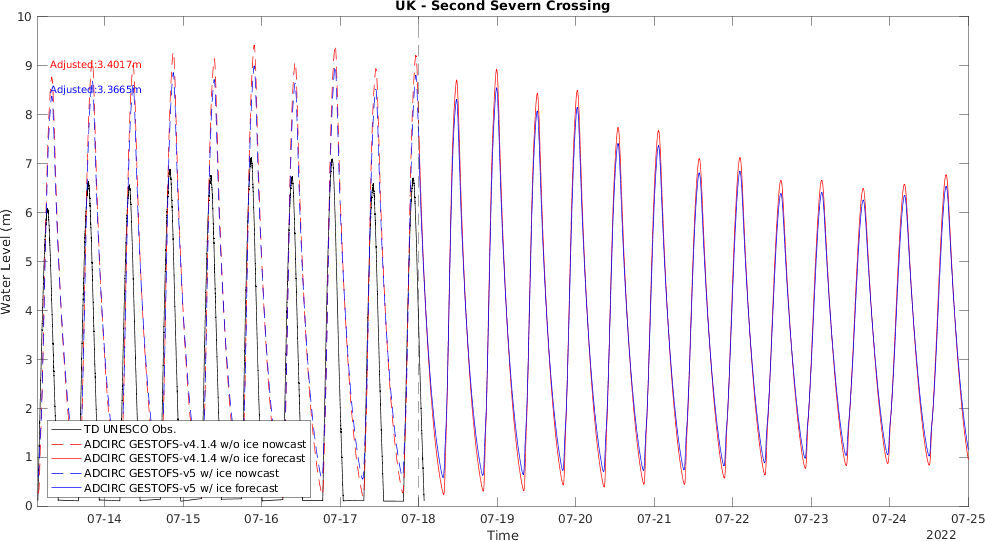 UK - Second Severn Crossing
10
9
8
7
6
5
4
3
2
1
0
Water Level (m)
Adjusted:3.4017m
Adjusted:3.3665m
TD UNESCO Obs.
ADCIRC GESTOFS-v4.1.4 w/o ice nowcast
ADCIRC GESTOFS-v4.1.4 w/o ice forecast
ADCIRC GESTOFS-v5 w/ ice nowcast
ADCIRC GESTOFS-v5 w/ ice forecast
07-14 07-15 07-16 07-17 07-18 07-19 07-20 07-21 07-22 07-23 07-24 07-25
Time
2022